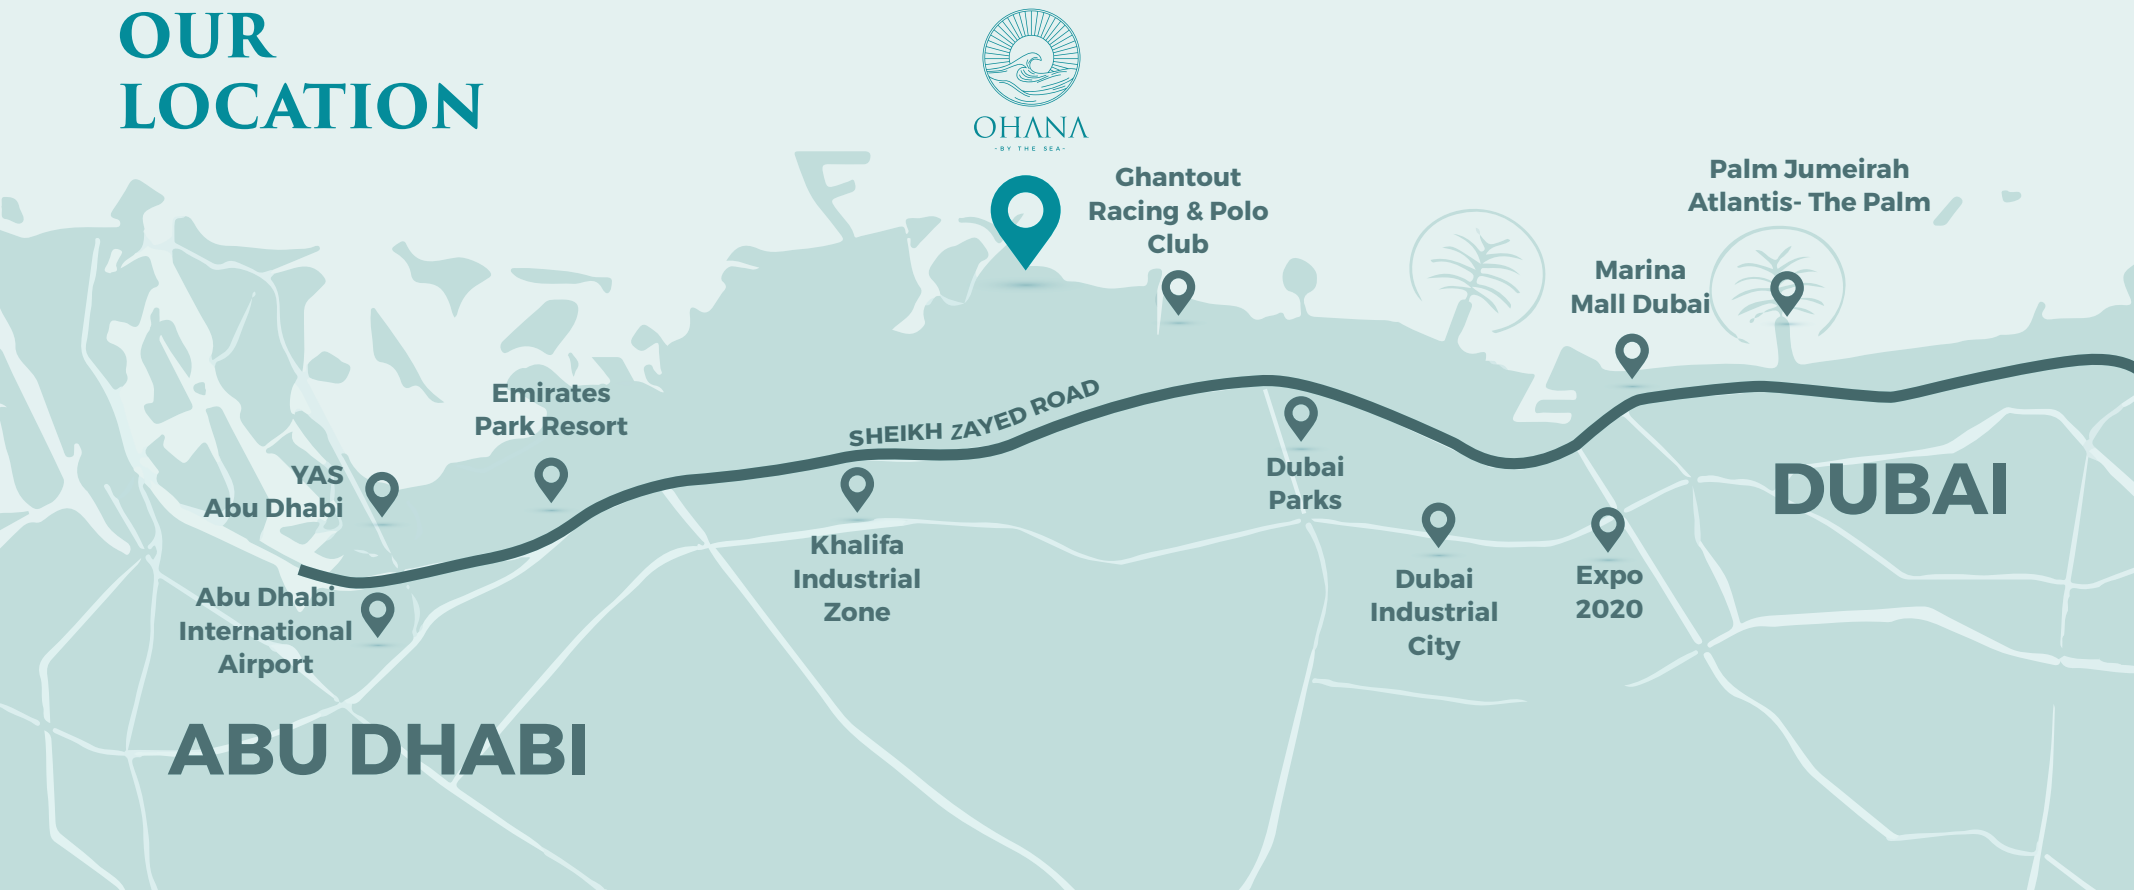 OUR
LOCATION
OHANA
-BY THE SEA-
Ghantout
Racing & Polo
Club
Palm Jumeirah
Atlantis- The Palm
Marina
Mall Dubai
Emirates
Park Resort
SHEIKH ZAYED ROAD
YAS
Abu Dhabi
Dubai
Parks
DUBAI
Khalifa
Industrial
Zone
Dubai
Industrial
City
Expo
2020
Abu Dhabi
International
Airport
ABU DHABI